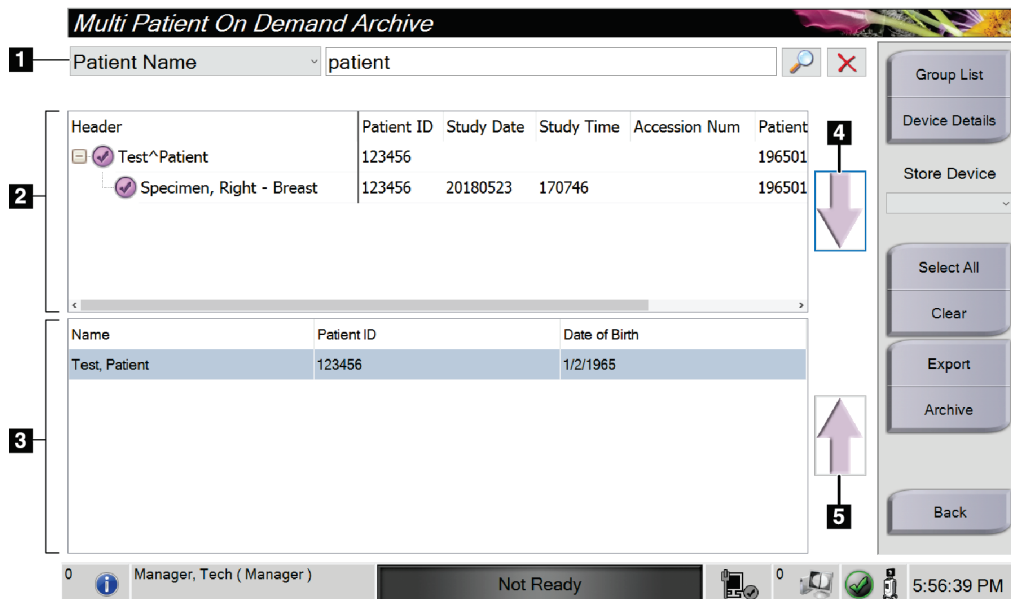 Multi Patient On Demand Archive
1
Patient Name
patient
Group List
Device Details
Store Device
Select All
Clear
Export
Archive
Back
2
Header Patient ID Study Date Study Time Accession Num Patient
Test^Patient 123456 196501
Specimen, Right - Breast 123456 20180523 170746 196501
4
3
Name Patient ID Date of Birth
Test, Patient 123456 1/2/1965
5
0
Manager, Tech ( Manager )
Not Ready
0
5:56:39 PM